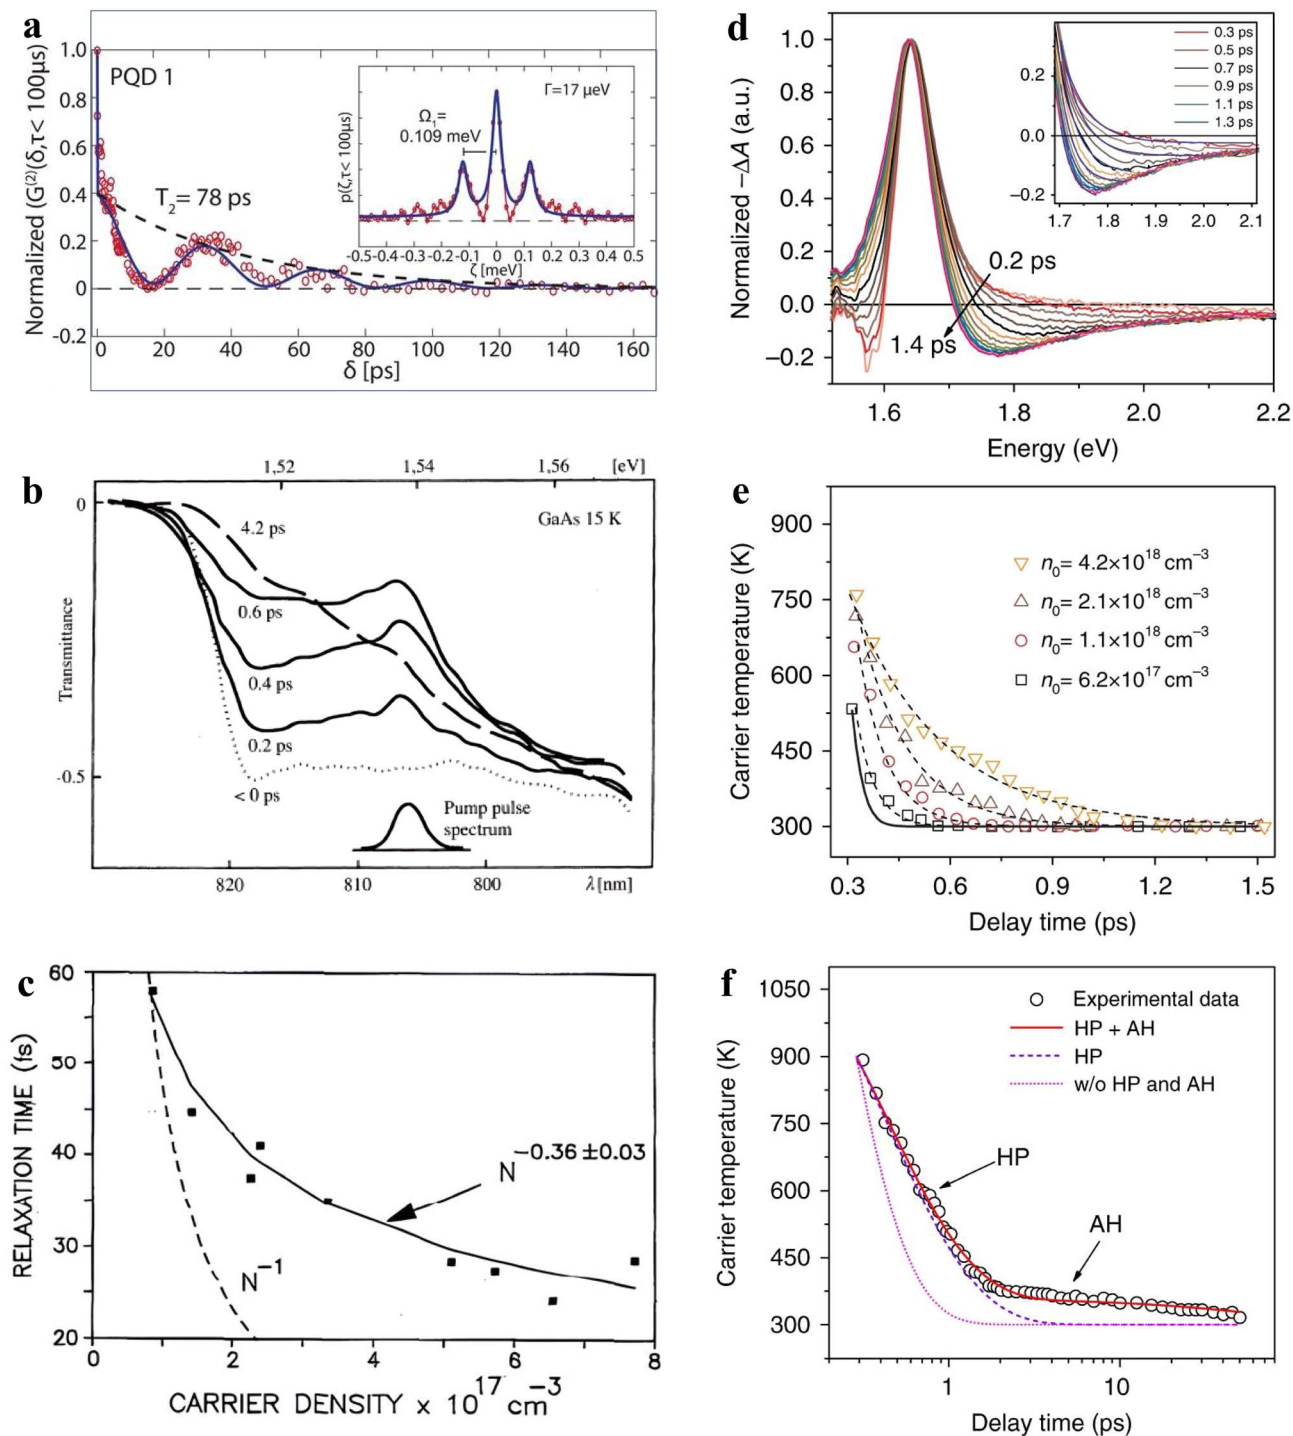 a
PQD 1
Normalized (G(2)(δ,τ< 100μs)
1.0
0.8
0.6
0.4
0.2
0
-0.2
T2= 78 ps
0 20 40 60 80 100 120 140 160
δ [ps]
Γ=17 μeV
Ω1=
0.109 meV
p(ζ,τ< 100μs)
-0.5 -0.4 -0.3 -0.2 -0.1 0 0.1 0.2 0.3 0.4 0.5
ζ [meV]
b
1,52 1,54 1,56 [eV]
0
-0.5
Transmittance
GaAs 15 K
4.2 ps
0.6 ps
0.4 ps
0.2 ps
< 0 ps
Pump pulse
spectrum
820 810 800 λ[nm]
c
RELAXATION TIME (fs)
60
50
40
30
20
N-0.36 ±0.03
N-1
0 2 4 6 8
CARRIER DENSITY x 1017 cm-3
d
Normalized −ΔA (a.u.)
1.0
0.8
0.6
0.4
0.2
0.0
−0.2
0.2 ps
1.4 ps
1.6 1.8 2.0 2.2
Energy (eV)
0.2
0.0
−0.2
1.7 1.8 1.9 2.0 2.1
0.3 ps
0.5 ps
0.7 ps
0.9 ps
1.1 ps
1.3 ps
e
Carrier temperature (K)
900
750
600
450
300
n0= 4.2×1018 cm−3
n0= 2.1×1018 cm−3
n0= 1.1×1018 cm−3
n0= 6.2×1017 cm−3
0.3 0.6 0.9 1.2 1.5
Delay time (ps)
f
Carrier temperature (K)
1050
900
750
600
450
300
Experimental data
HP + AH
HP
w/o HP and AH
HP
AH
1 10
Delay time (ps)